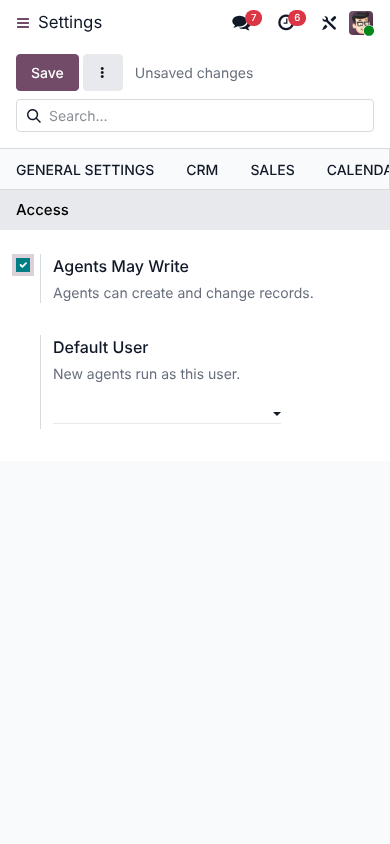 Settings
7
6
Save
Unsaved changes
Search...
GENERAL SETTINGS CRM SALES CALENDA
Access
Agents May Write
Agents can create and change records.
Default User
New agents run as this user.